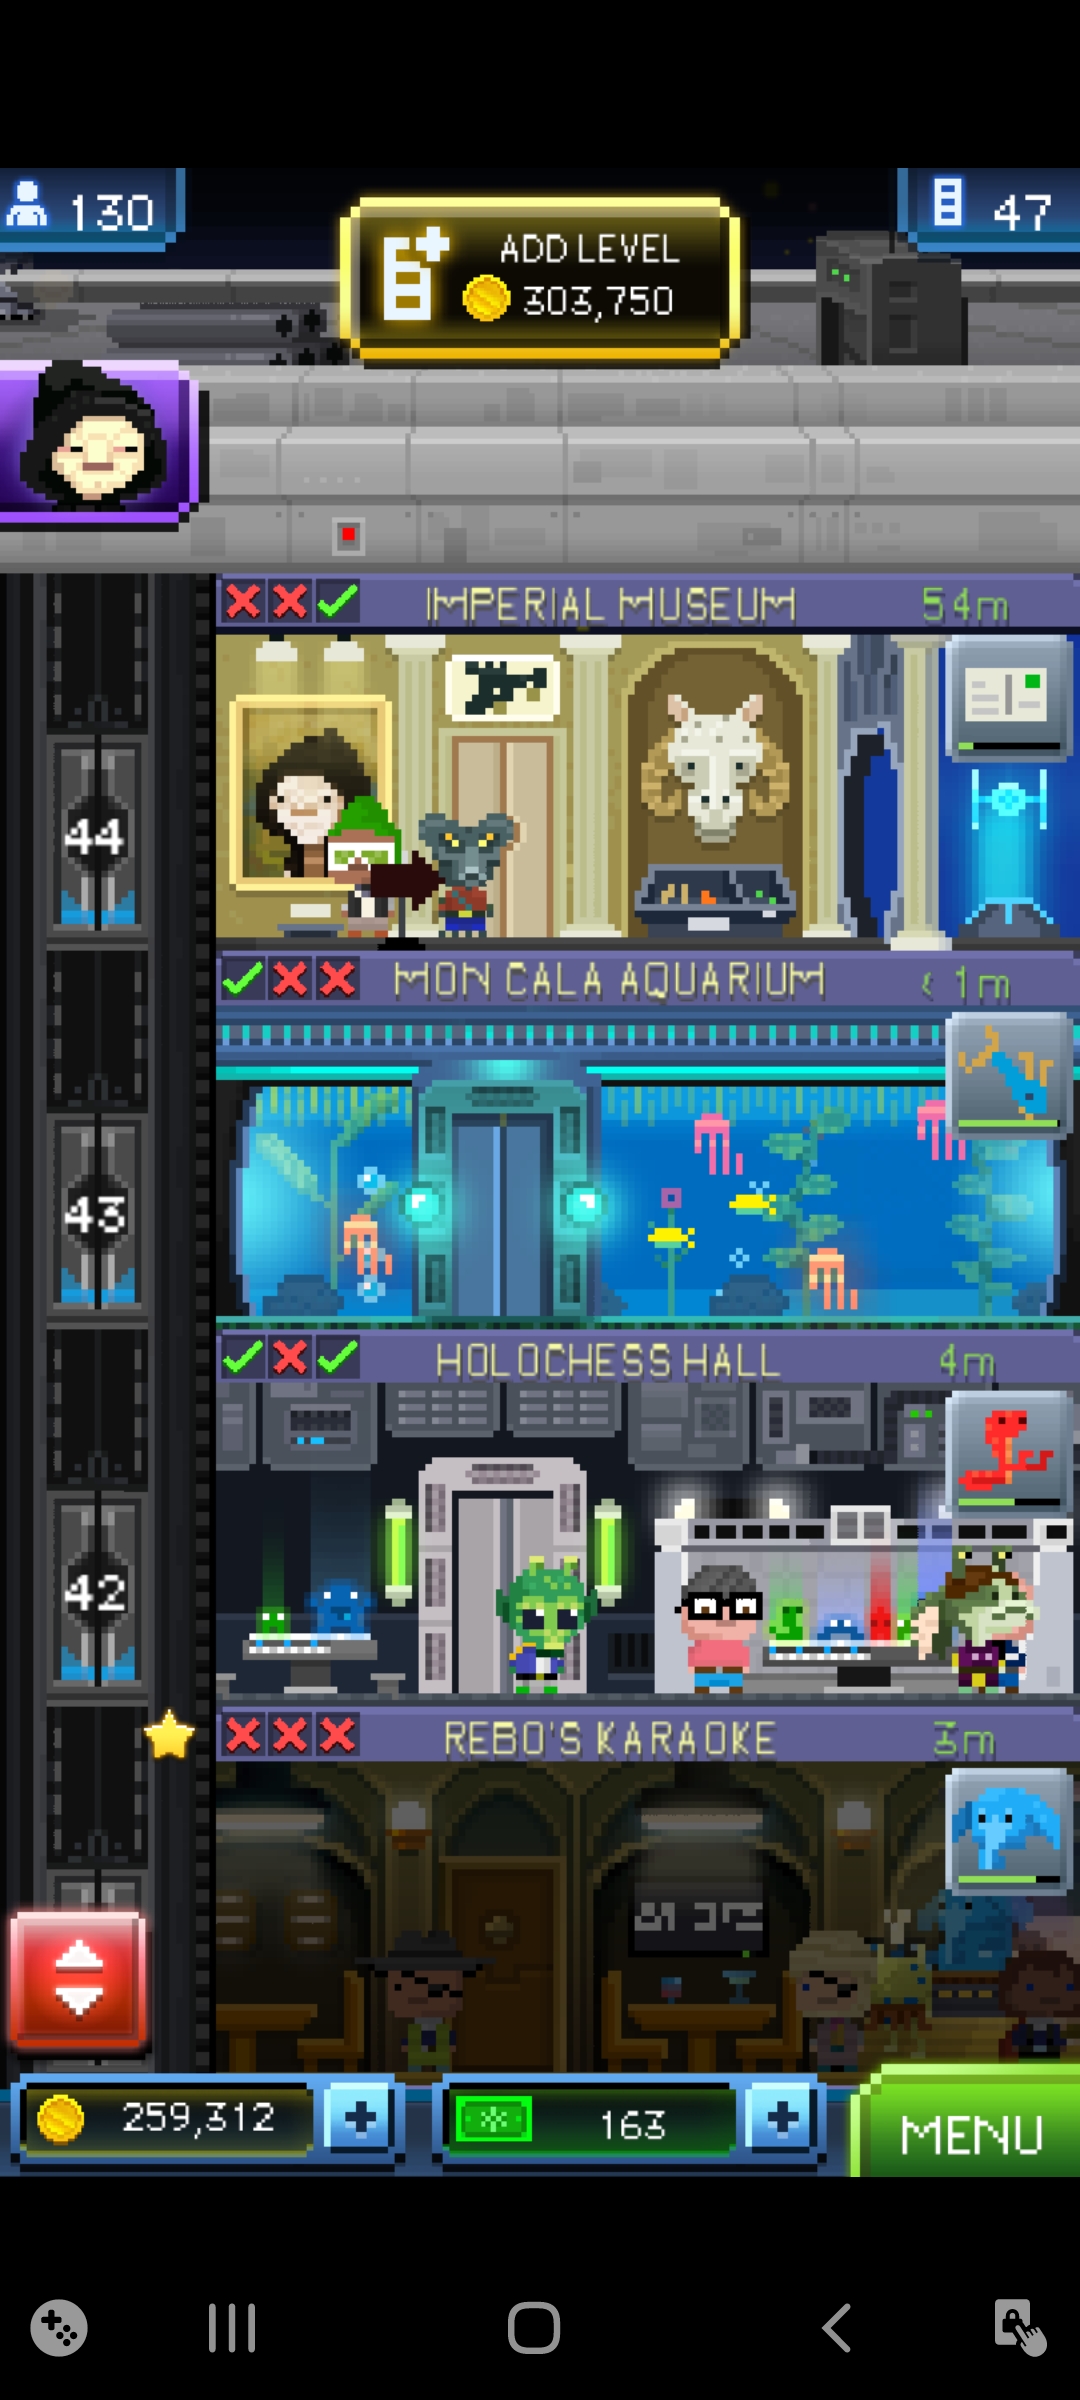 130
ADD LEVEL
303,750
47
IMPERIAL MUSEUM 54m
44
MON CALA AQUARIUM < 1m
43
HOLOCHESS HALL 4m
42
REBO'S KARAOKE 3m
259,312
163
MENU